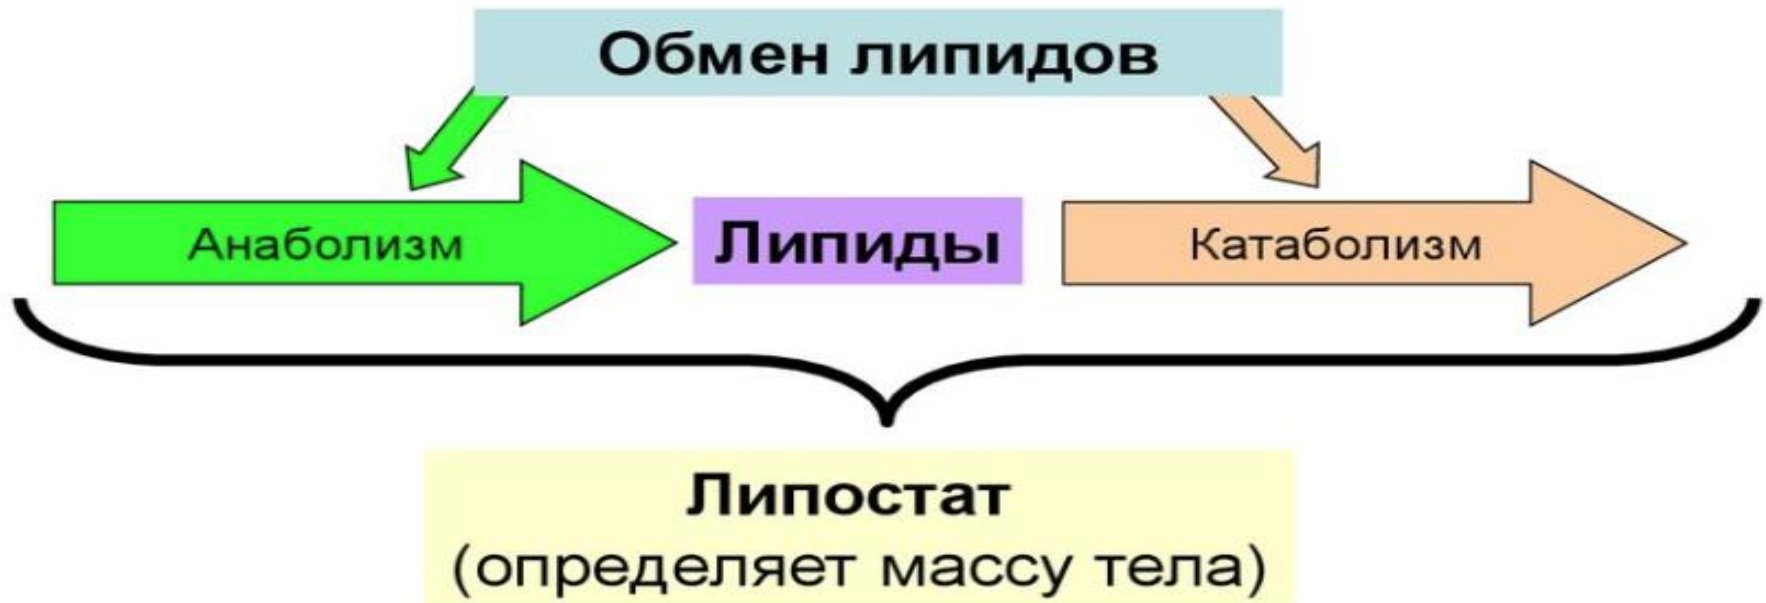 Обмен липидов
Анаболизм
Липиды
Катаболизм
Липостат
(определяет массу тела)